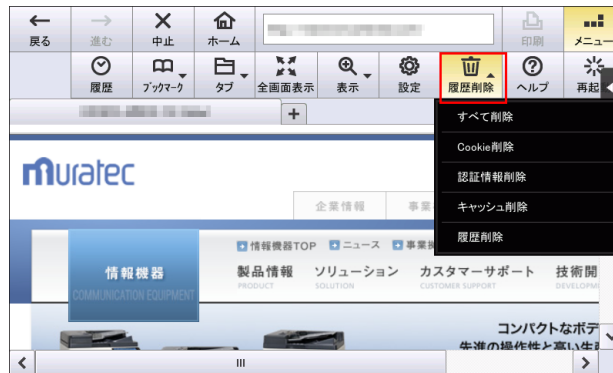 戻る 進む 中止 ホーム 印刷 メニュー
履歴 ブックマーク タブ 全画面表示 表示 設定 履歴削除 ヘルプ 再起
+
すべて削除
Cookie削除
認証情報削除
キャッシュ削除
履歴削除
muratec
企業情報 事業
情報機器TOP ニュース 事業拠
情報機器
COMMUNICATION EQUIPMENT
製品情報 ソリューション カスタマーサポート 技術開
PRODUCT SOLUTION CUSTOMER SUPPORT DEVELOPM
コンパクトなボデ
先進の操作性と高い生産